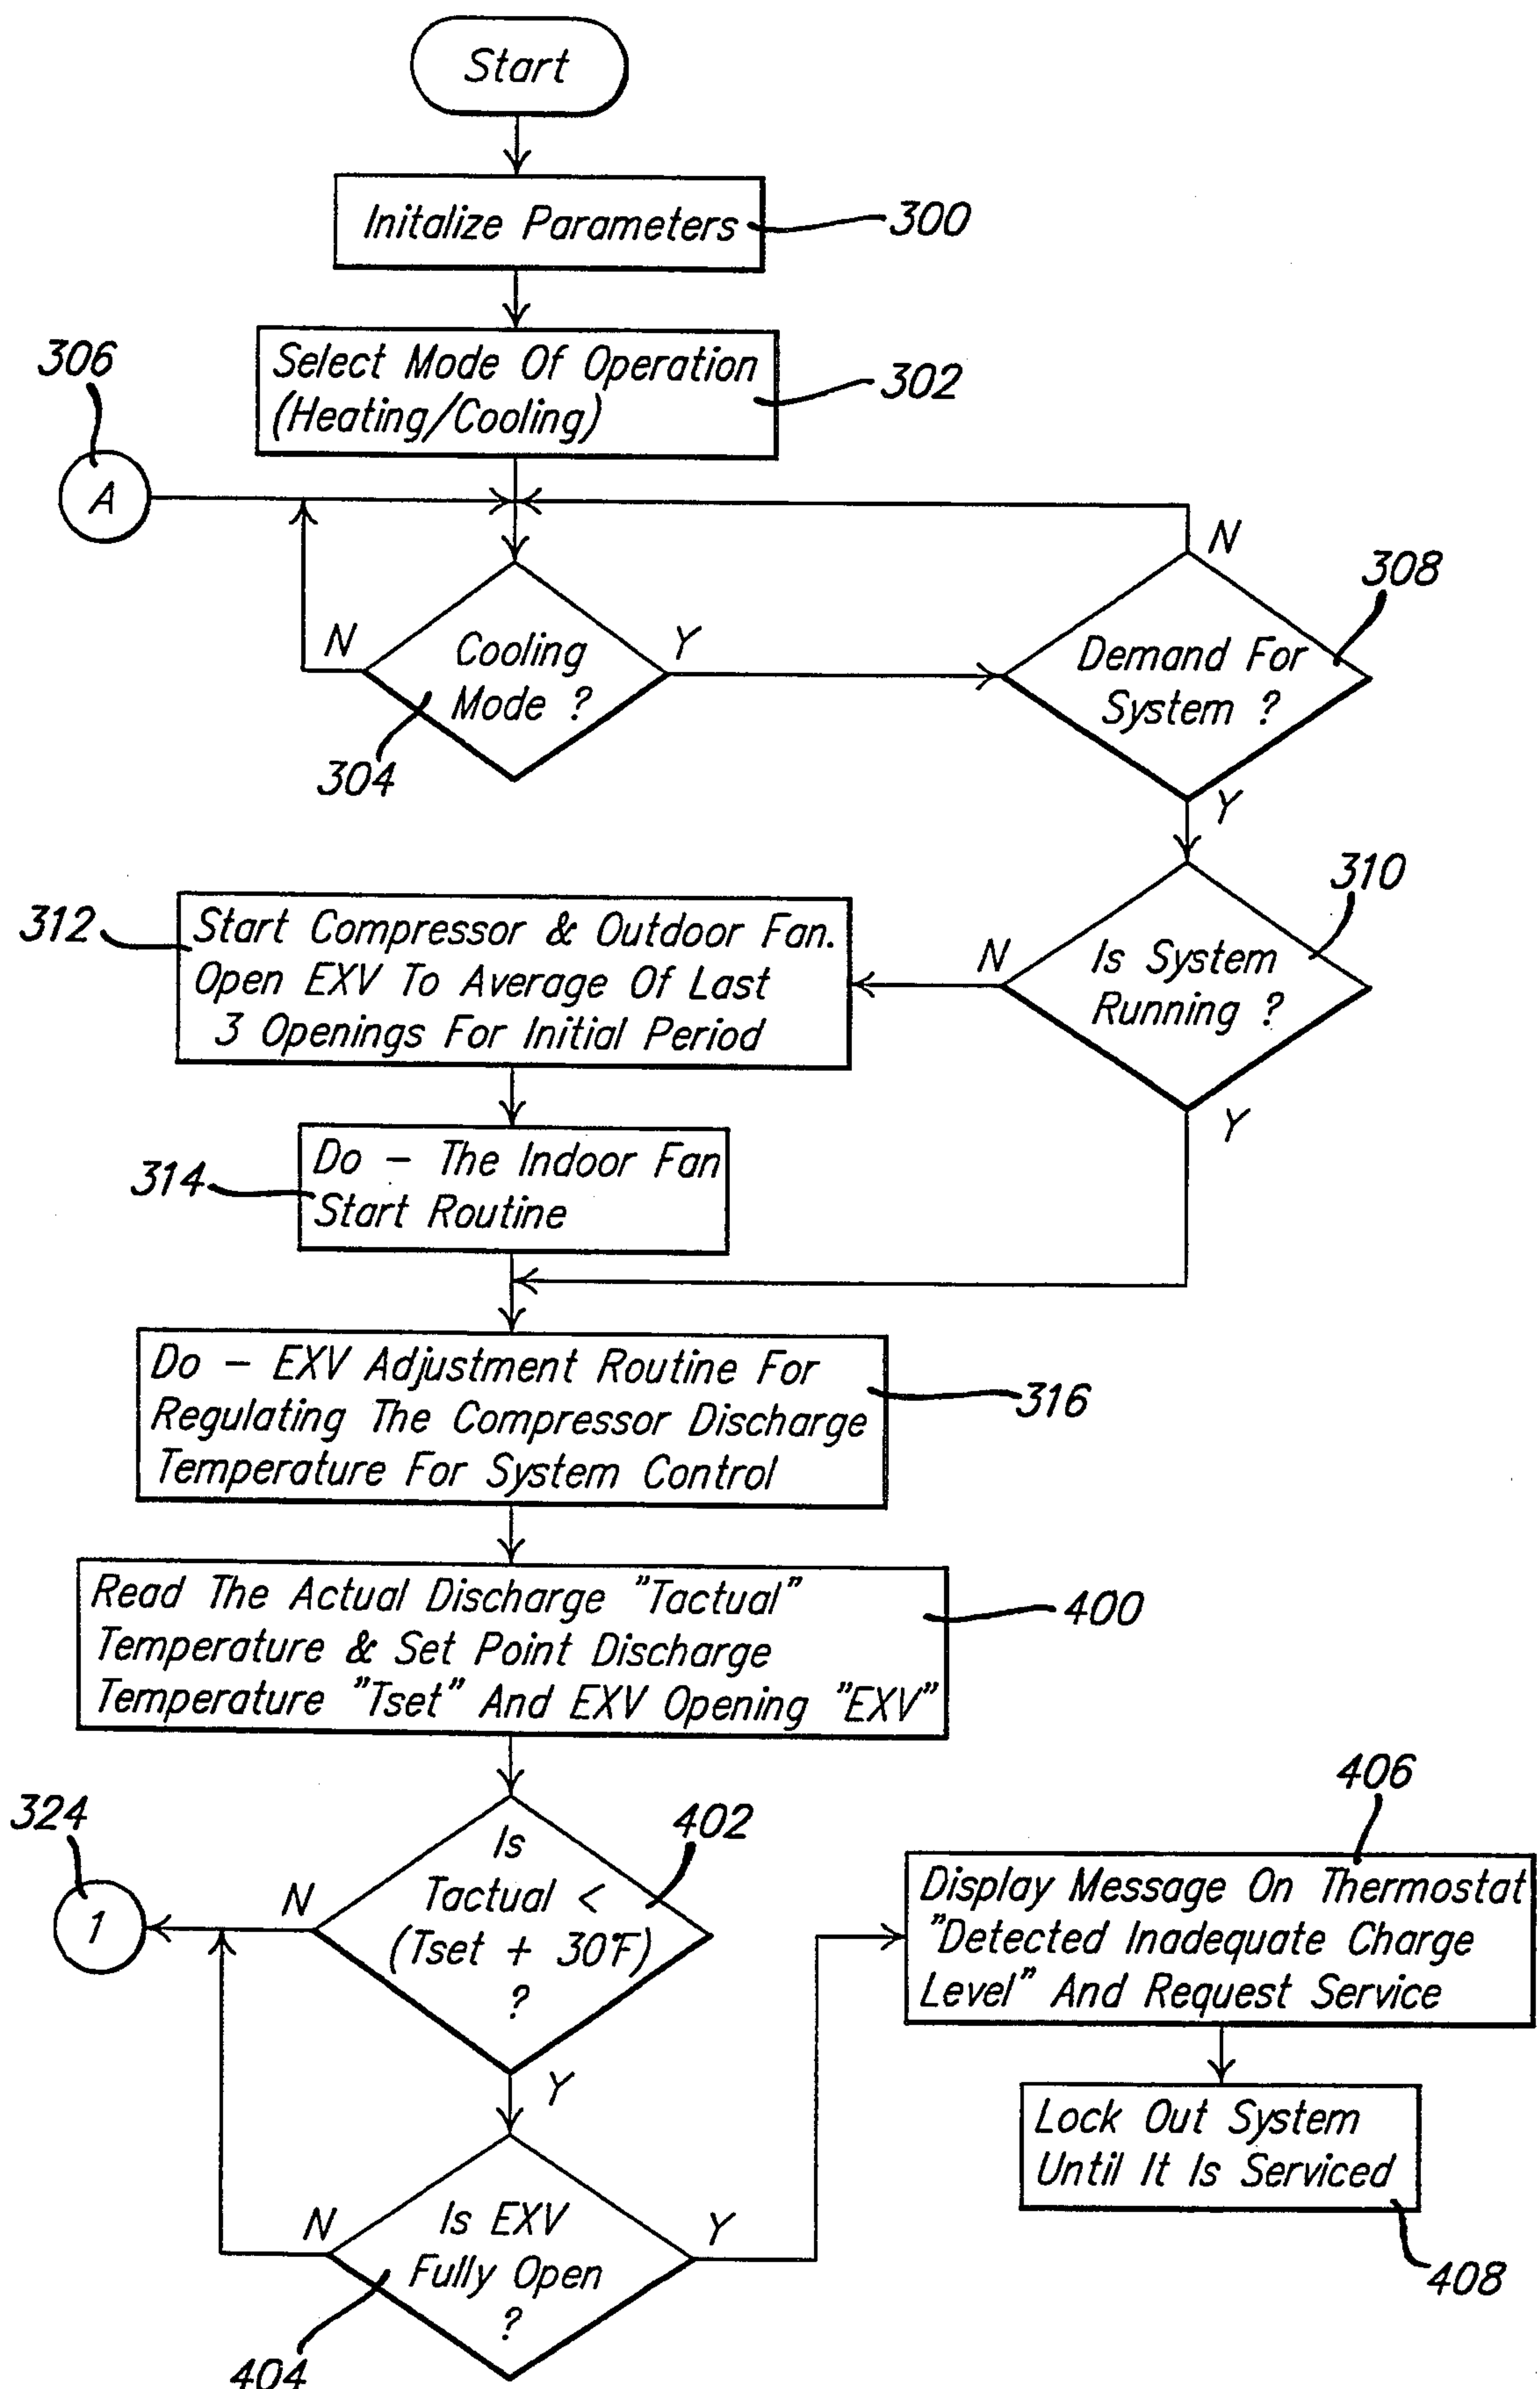 Start
Initalize Parameters
300
Select Mode Of Operation
(Heating/Cooling)
302
306
A
N
Cooling
Mode ?
Y
304
N
308
Demand For
System ?
Y
310
Is System
Running ?
N
Y
312
Start Compressor & Outdoor Fan.
Open EXV To Average Of Last
3 Openings For Initial Period
314
Do – The Indoor Fan
Start Routine
Do – EXV Adjustment Routine For
Regulating The Compressor Discharge
Temperature For System Control
316
Read The Actual Discharge "Tactual"
Temperature & Set Point Discharge
Temperature "Tset" And EXV Opening "EXV"
400
324
1
N
Is
Tactual <
(Tset + 30°F)
?
402
Y
N
Is EXV
Fully Open
?
Y
404
406
Display Message On Thermostat
"Detected Inadequate Charge
Level" And Request Service
Lock Out System
Until It Is Serviced
408